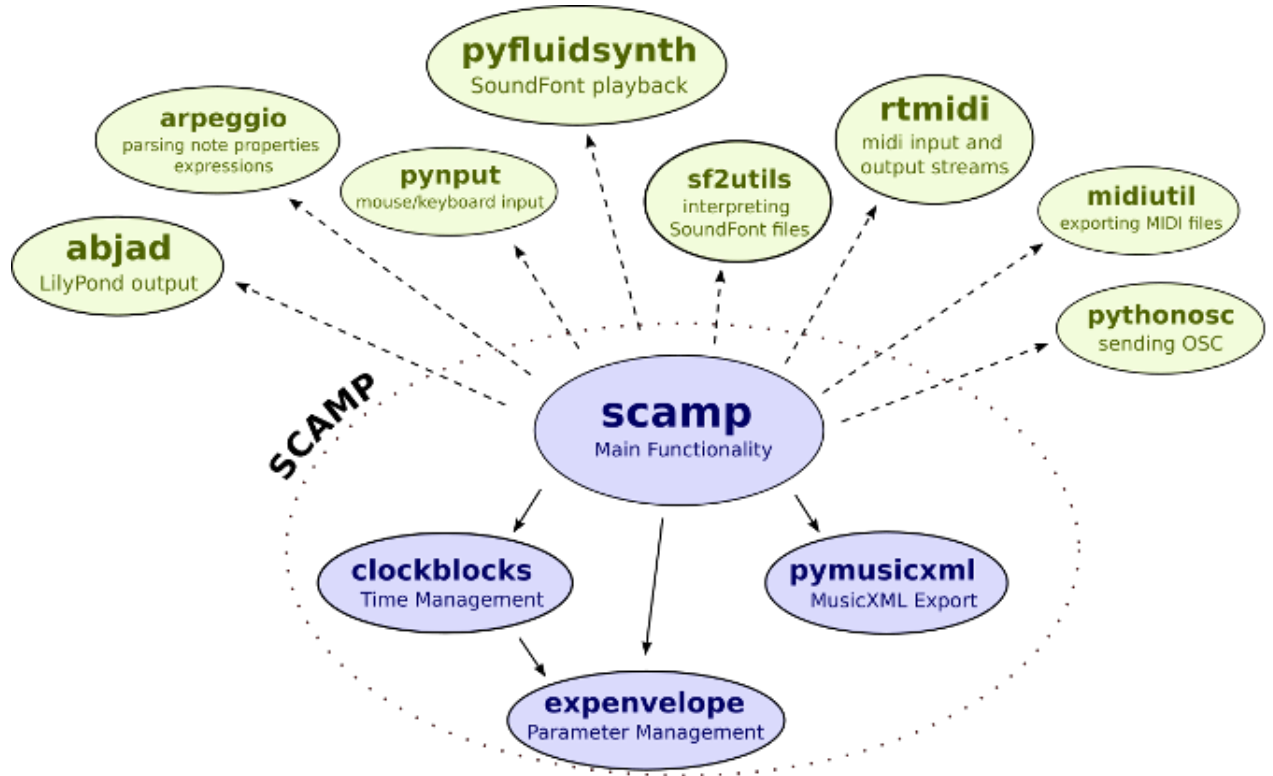 pyfluidsynth
SoundFont playback
arpeggio
parsing note properties
expressions
pynput
mouse/keyboard input
sf2utils
interpreting
SoundFont files
rtmidi
midi input and
output streams
midiutil
exporting MIDI files
abjad
LilyPond output
pythonosc
sending OSC
SCAMP
scamp
Main Functionality
clockblocks
Time Management
pymusicxml
MusicXML Export
expenvelope
Parameter Management